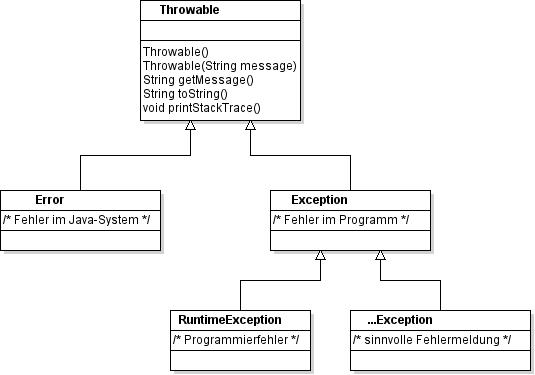 Throwable
Throwable()
Throwable(String message)
String getMessage()
String toString()
void printStackTrace()
Error
/* Fehler im Java-System */
Exception
/* Fehler im Programm */
RuntimeException
/* Programmierfehler */
...Exception
/* sinnvolle Fehlermeldung */